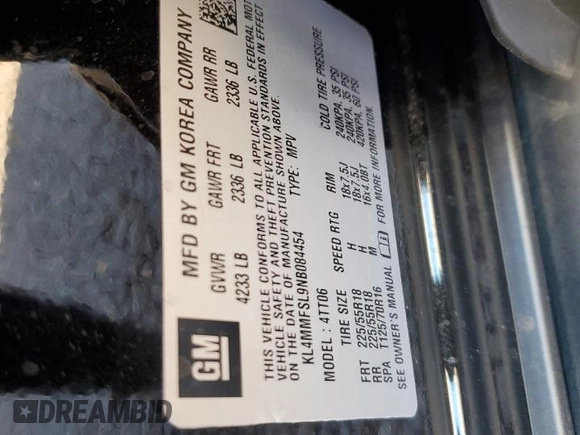 MFD BY GM KOREA COMPANY
GVWR GAWR FRT GAWR RR
4233 LB 2336 LB 2336 LB
THIS VEHICLE CONFORMS TO ALL APPLICABLE U.S. FEDERAL MOTOR
VEHICLE SAFETY AND THEFT PREVENTION STANDARDS IN EFFECT
ON THE DATE OF MANUFACTURE SHOWN ABOVE.
KL4MMFSL9NB084454 TYPE: MPV
MODEL: 4TT06
TIRE SIZE SPEED RTG RIM COLD TIRE PRESSURE
FRT 225/55R18 H 18x7.5J 240KPA, 35 PSI
RR 225/55R18 H 18x7.5J 240KPA, 35 PSI
SPA T125/70R16 M 16x4.0BT 420KPA, 60 PSI
SEE OWNER'S MANUAL FOR MORE INFORMATION.
GM
DREAMBID